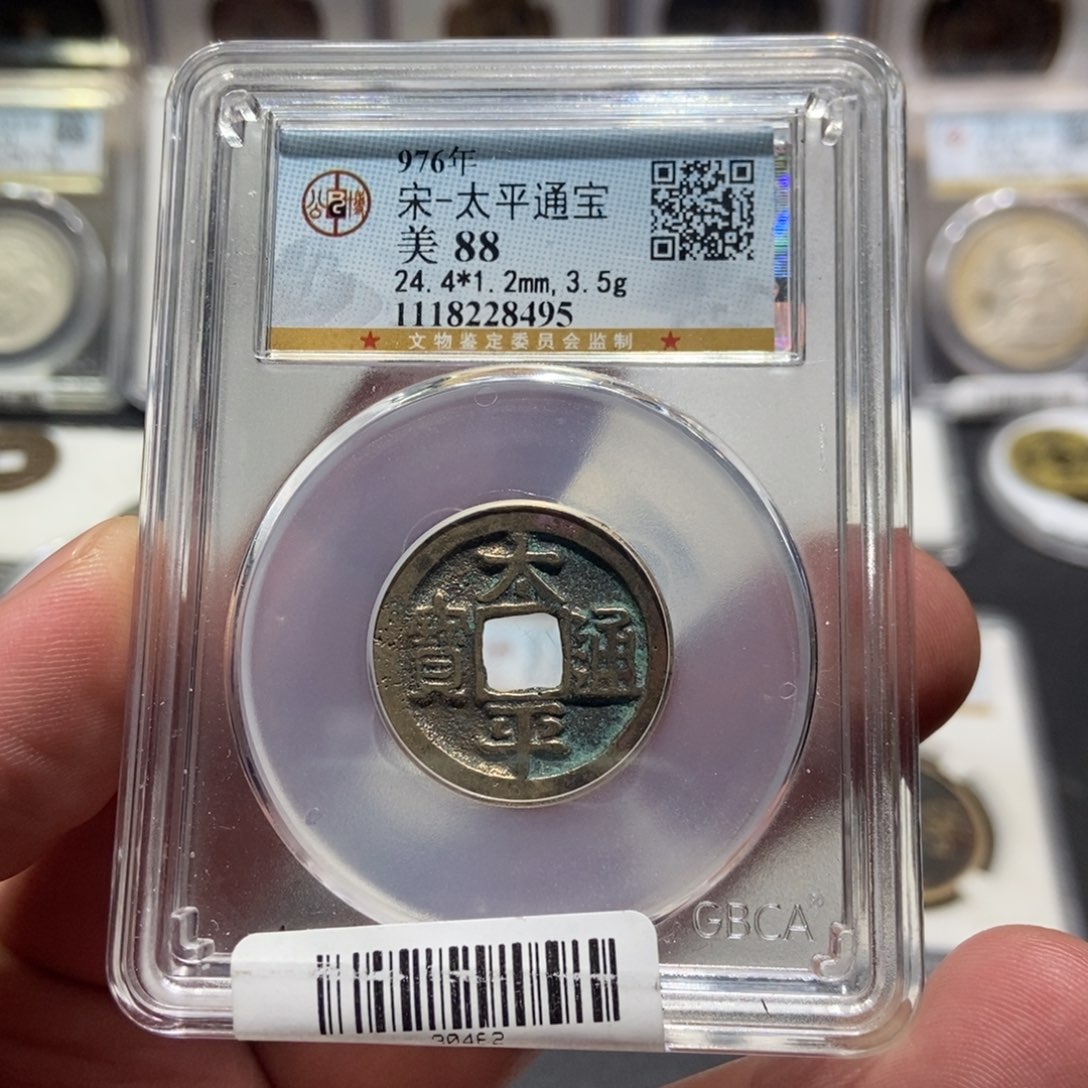 976年
宋-太平通宝
美 88
24.4*1.2mm, 3.5g
1118228495
★ 文物鉴定委员会监制 ★
太
寶 通
平
GBCA